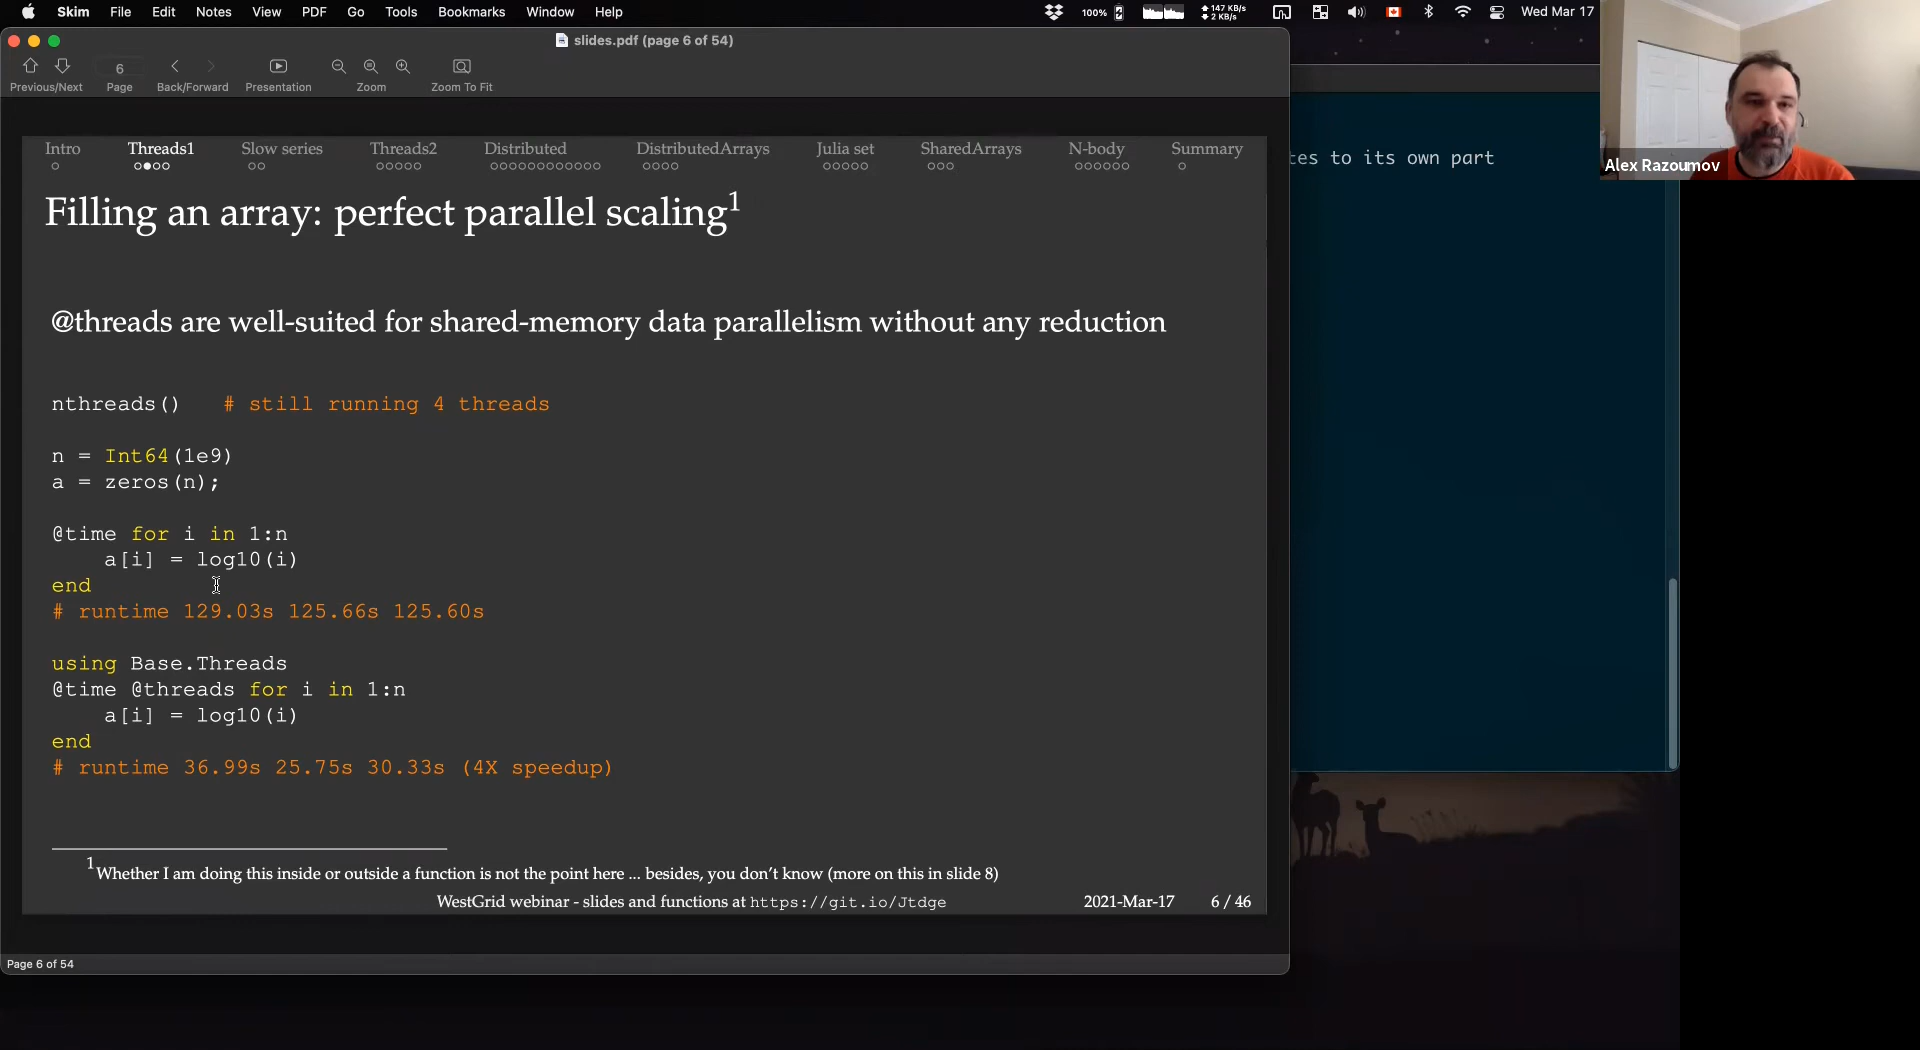 Skim File Edit Notes View PDF Go Tools Bookmarks Window Help 100% 147 KB/s 2 KB/s Wed Mar 17
slides.pdf (page 6 of 54)
6
Previous/Next Page Back/Forward Presentation Zoom Zoom To Fit
Intro Threads1 Slow series Threads2 Distributed DistributedArrays Julia set SharedArrays N-body Summary
tes to its own part
Alex Razoumov
Filling an array: perfect parallel scaling1
@threads are well-suited for shared-memory data parallelism without any reduction
nthreads() # still running 4 threads
n = Int64(1e9)
a = zeros(n);
@time for i in 1:n
a[i] = log10(i)
end
# runtime 129.03s 125.66s 125.60s
using Base.Threads
@time @threads for i in 1:n
a[i] = log10(i)
end
# runtime 36.99s 25.75s 30.33s (4X speedup)
1Whether I am doing this inside or outside a function is not the point here ... besides, you don't know (more on this in slide 8)
WestGrid webinar - slides and functions at https://git.io/Jtdge 2021-Mar-17 6 / 46
Page 6 of 54